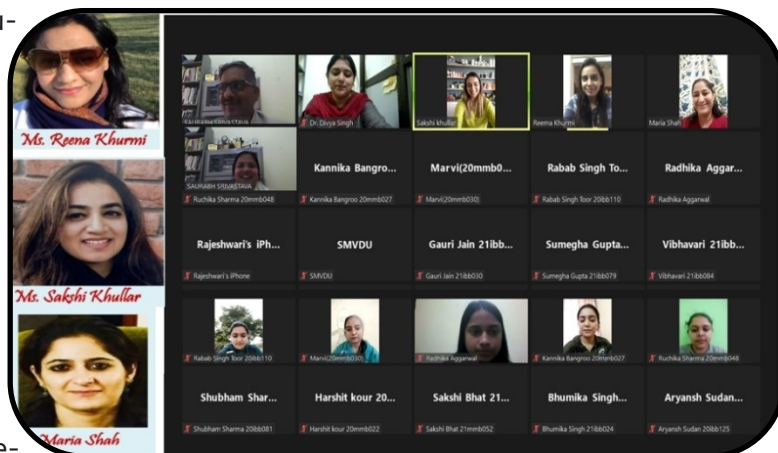 u-
Ms. Reena Khurmi
Ms. Sakshi Khullar
Maria Shah
e-
SAURABH SRIVASTAVA
Dr. Divya Singh
Sakshi khullar
Reema Khurmi
Maria Shah
SAURABH SRIVASTAVA
Kannika Bangro...
Marvi(20mmb0...
Rabab Singh To...
Radhika Aggar...
Ruchika Sharma 20mmb048
Kannika Bangroo 20mmb027
Marvi(20mmb030)
Rabab Singh Toor 20ibb110
Radhika Aggarwal
Rajeshwari's iPh...
SMVDU
Gauri Jain 21ibb...
Sumegha Gupta...
Vibhavari 21ibb...
Rajeshwari's iPhone
SMVDU
Gauri Jain 21ibb030
Sumegha Gupta 21ibb079
Vibhavari 21ibb084
Rabab Singh Toor 20ibb110
Marvi(20mmb030)
Radhika Aggarwal
Kannika Bangroo 20mmb027
Ruchika Sharma 20mmb048
Shubham Shar...
Harshit kour 20...
Sakshi Bhat 21...
Bhumika Singh...
Aryansh Sudan...
Shubham Sharma 20ibb081
Harshit kour 20mmb022
Sakshi Bhat 21mmb052
Bhumika Singh 21ibb024
Aryansh Sudan 20ibb125